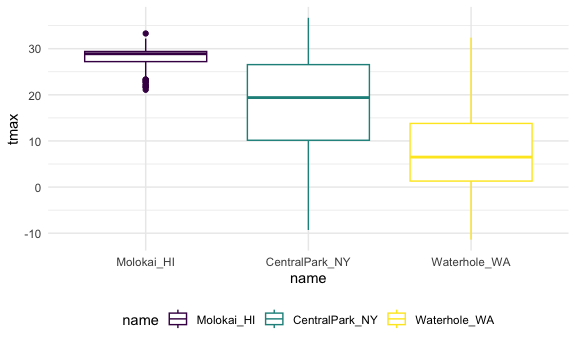 tmax
30
20
10
0
-10
Molokai_HI CentralPark_NY Waterhole_WA
name
name Molokai_HI CentralPark_NY Waterhole_WA